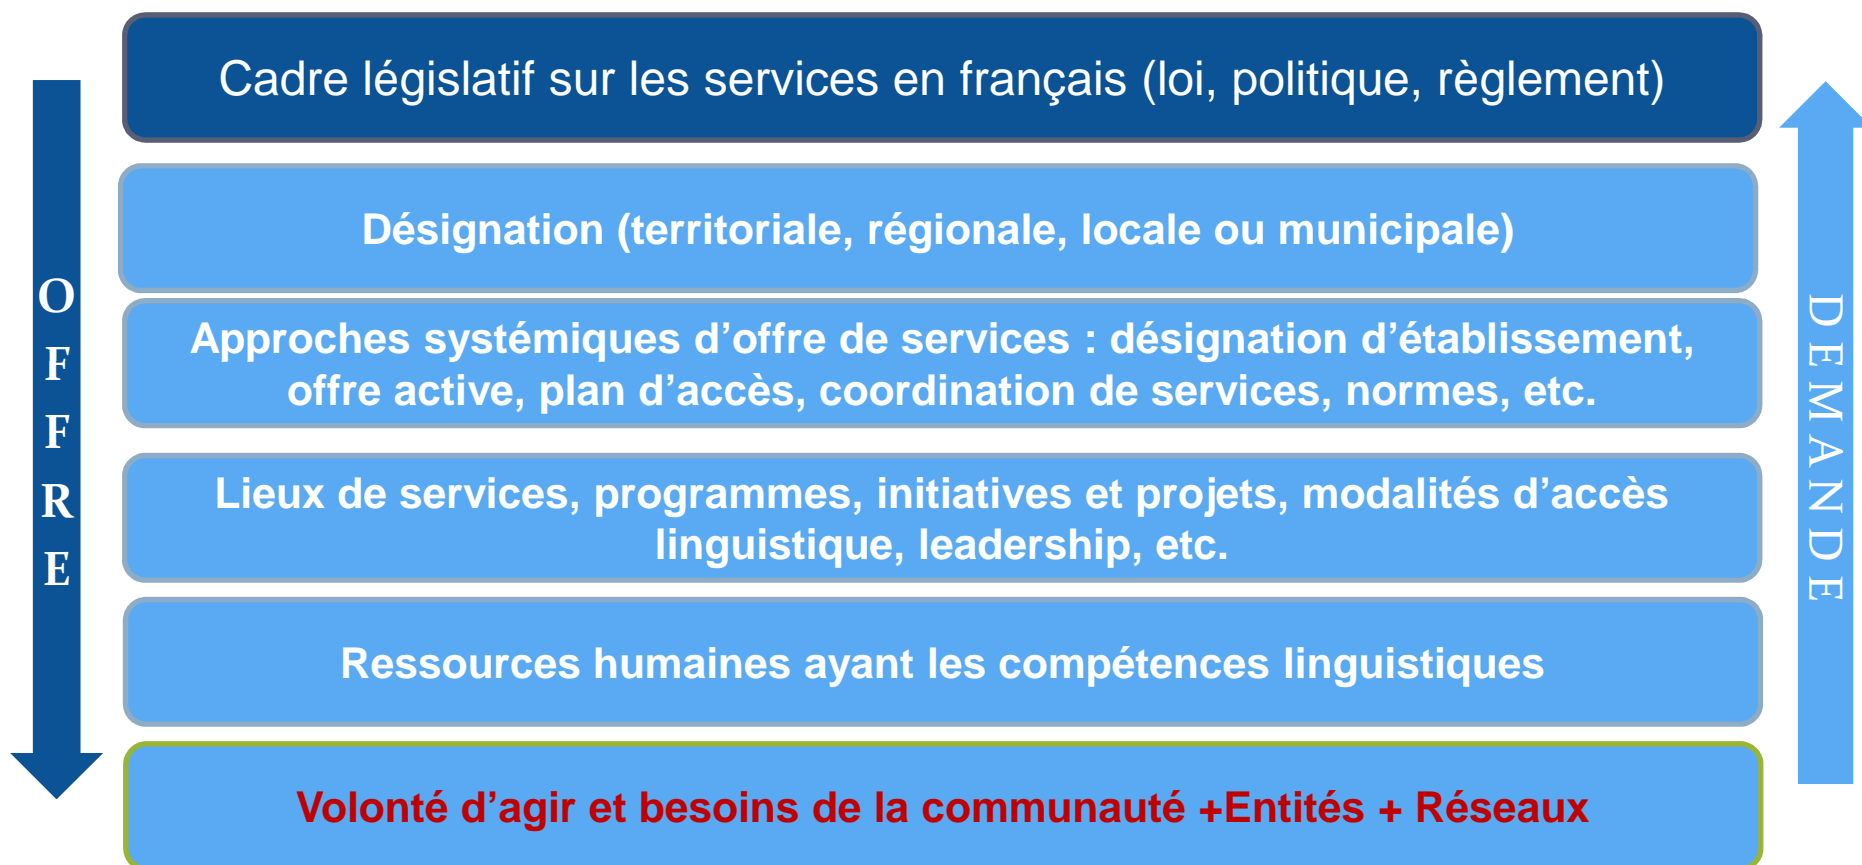 Cadre législatif sur les services en français (loi, politique, règlement)
Désignation (territoriale, régionale, locale ou municipale)
Approches systémiques d’offre de services : désignation d’établissement,
offre active, plan d’accès, coordination de services, normes, etc.
Lieux de services, programmes, initiatives et projets, modalités d’accès
linguistique, leadership, etc.
Ressources humaines ayant les compétences linguistiques
Volonté d’agir et besoins de la communauté +Entités + Réseaux
OFFRE
DEMANDE